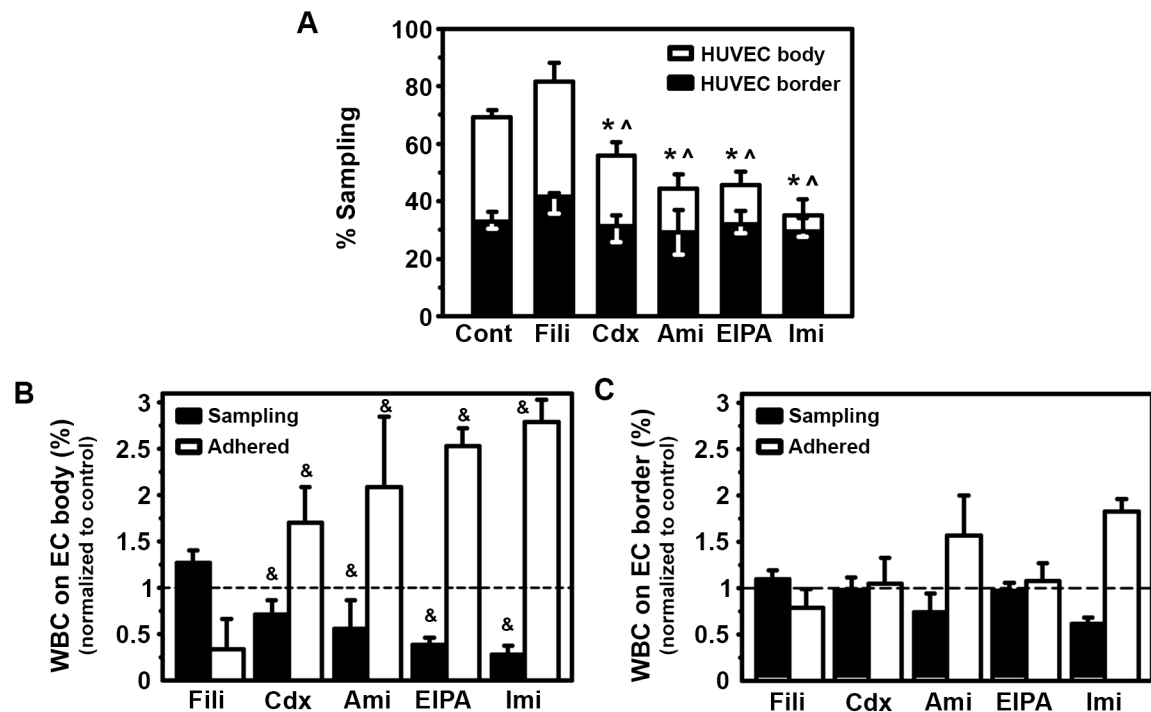 A
100
80
60
40
20
0
% Sampling
HUVEC body
HUVEC border
* ^
* ^
* ^
* ^
Cont Fili Cdx Ami EIPA Imi
B
WBC on EC body (%)
(normalized to control)
3
2.5
2
1.5
1
0.5
0
Sampling
Adhered
& & & & & & & &
Fili Cdx Ami EIPA Imi
C
WBC on EC border (%)
(normalized to control)
3
2.5
2
1.5
1
0.5
0
Sampling
Adhered
Fili Cdx Ami EIPA Imi